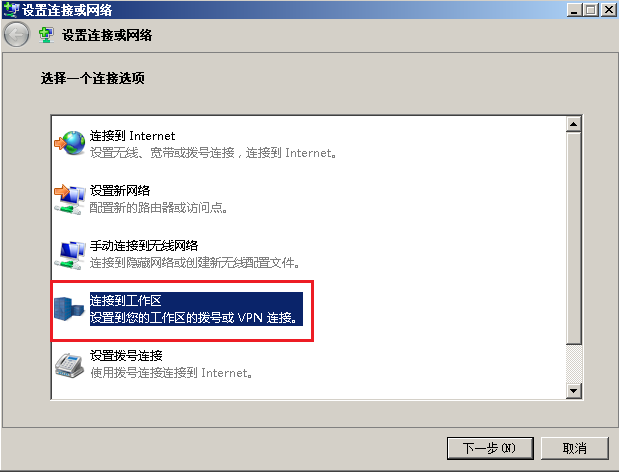 设置连接或网络
设置连接或网络
选择一个连接选项
连接到 Internet
设置无线、宽带或拨号连接，连接到 Internet。
设置新网络
配置新的路由器或访问点。
手动连接到无线网络
连接到隐藏网络或创建新无线配置文件。
连接到工作区
设置到您的工作区的拨号或 VPN 连接。
设置拨号连接
使用拨号连接连接到 Internet。
下一步(N) 取消